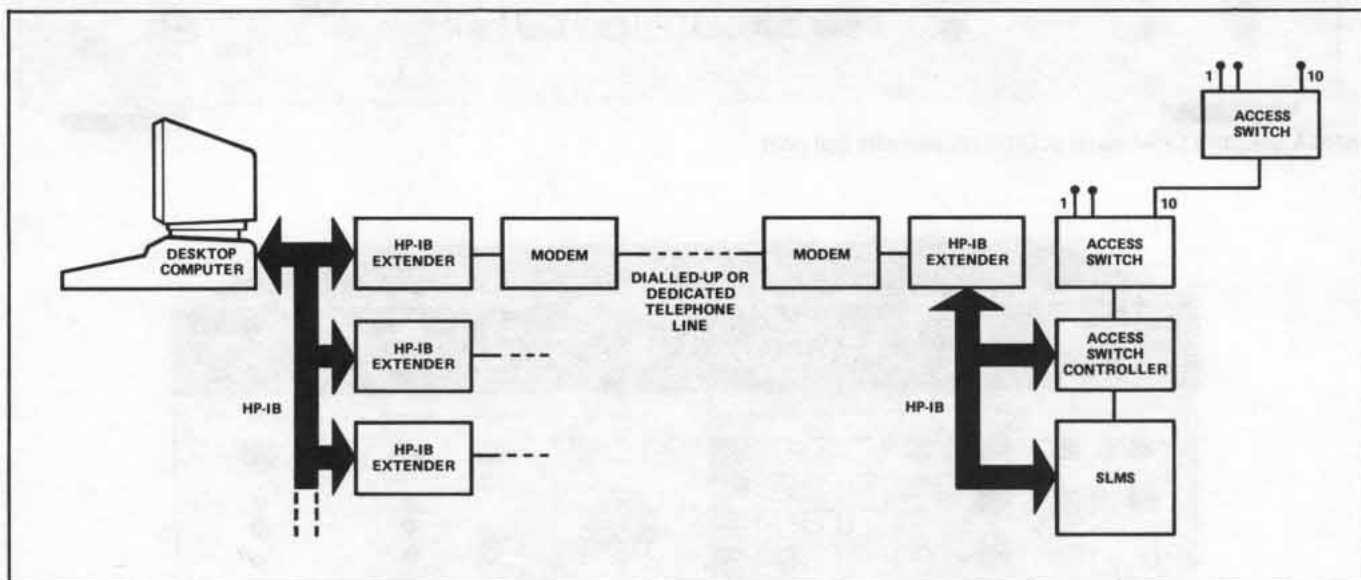 1
10
ACCESS
SWITCH
1
10
DESKTOP
COMPUTER
HP-IB
EXTENDER
MODEM
DIALLED-UP OR
DEDICATED
TELEPHONE
LINE
MODEM
HP-IB
EXTENDER
ACCESS
SWITCH
HP-IB
EXTENDER
ACCESS
SWITCH
CONTROLLER
HP-IB
HP-IB
HP-IB
EXTENDER
SLMS